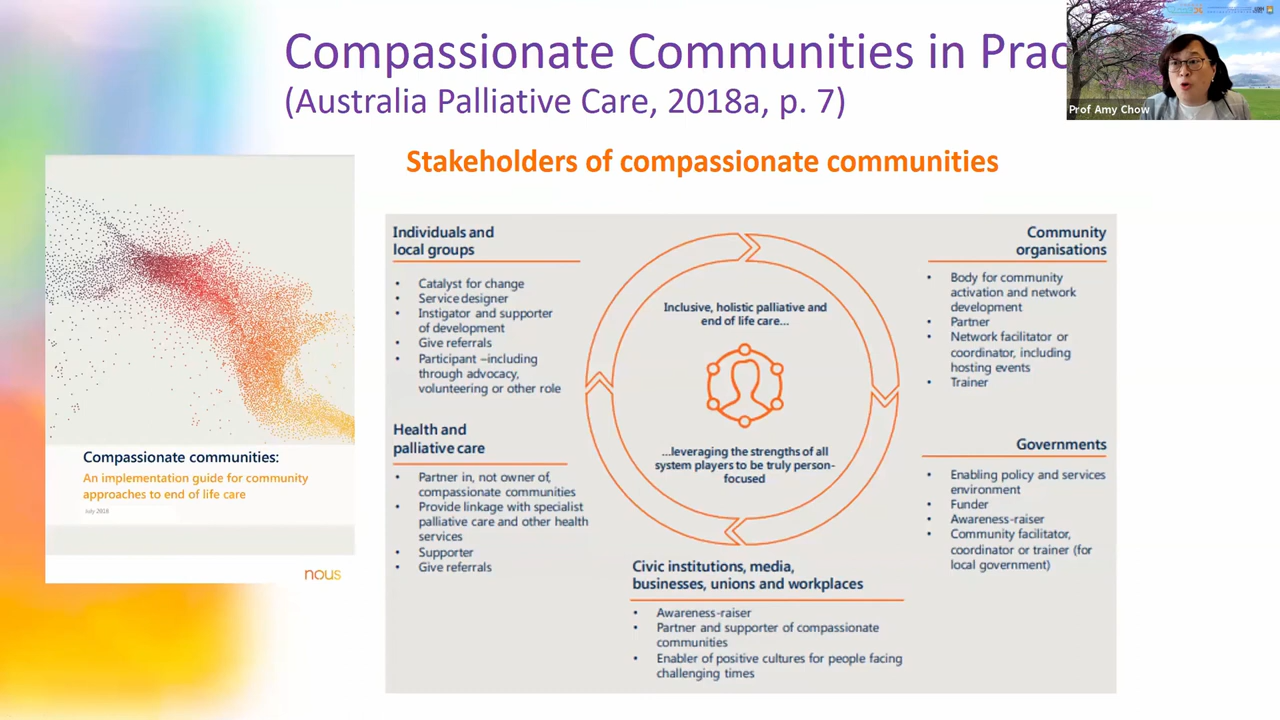 Compassionate Communities in Prac
(Australia Palliative Care, 2018a, p. 7)
Prof Amy Chow
Stakeholders of compassionate communities
Compassionate communities:
An implementation guide for community
approaches to end of life care
July 2018
nous
Individuals and
local groups
• Catalyst for change
• Service designer
• Instigator and supporter
of development
• Give referrals
• Participant –including
through advocacy,
volunteering or other role
Health and
palliative care
• Partner in, not owner of,
compassionate communities
• Provide linkage with specialist
palliative care and other health
services
• Supporter
• Give referrals
Inclusive, holistic palliative and
end of life care...
...leveraging the strengths of all
system players to be truly person-
focused
Civic institutions, media,
businesses, unions and workplaces
• Awareness-raiser
• Partner and supporter of compassionate
communities
• Enabler of positive cultures for people facing
challenging times
Community
organisations
• Body for community
activation and network
development
• Partner
• Network facilitator or
coordinator, including
hosting events
• Trainer
Governments
• Enabling policy and services
environment
• Funder
• Awareness-raiser
• Community facilitator,
coordinator or trainer (for
local government)